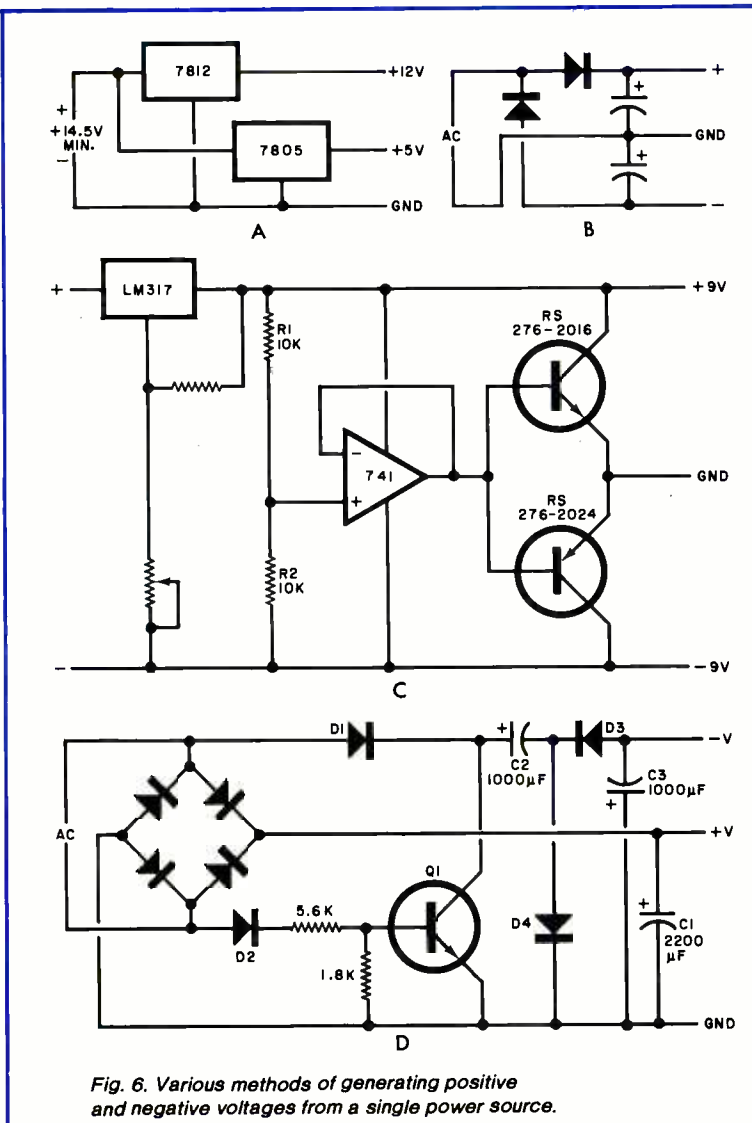 7812
+12V
+
+14.5V
MIN.
−
7805
+5V
GND
A
+
AC
+
GND
+
−
B
+
LM317
+9V
R1
10K
RS
276-2016
−
741
+
GND
RS
276-2024
R2
10K
−
−9V
C
D1
+
C2
1000µF
D3
−V
C3
1000µF
+
AC
+V
Q1
5.6K
D2
1.8K
D4
+
C1
2200
µF
GND
D
Fig. 6. Various methods of generating positive
and negative voltages from a single power source.